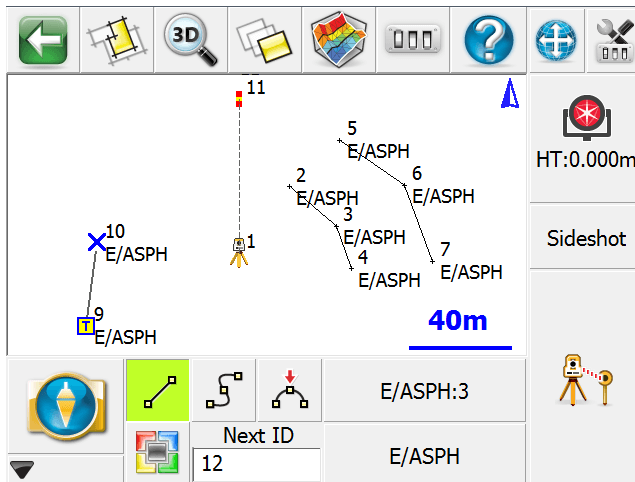 3D
?
11
5
E/ASPH
HT:0.000m
2
E/ASPH
6
E/ASPH
3
E/ASPH
10
E/ASPH
1
4
E/ASPH
7
E/ASPH
Sideshot
9
T
E/ASPH
40m
E/ASPH:3
Next ID
12
E/ASPH